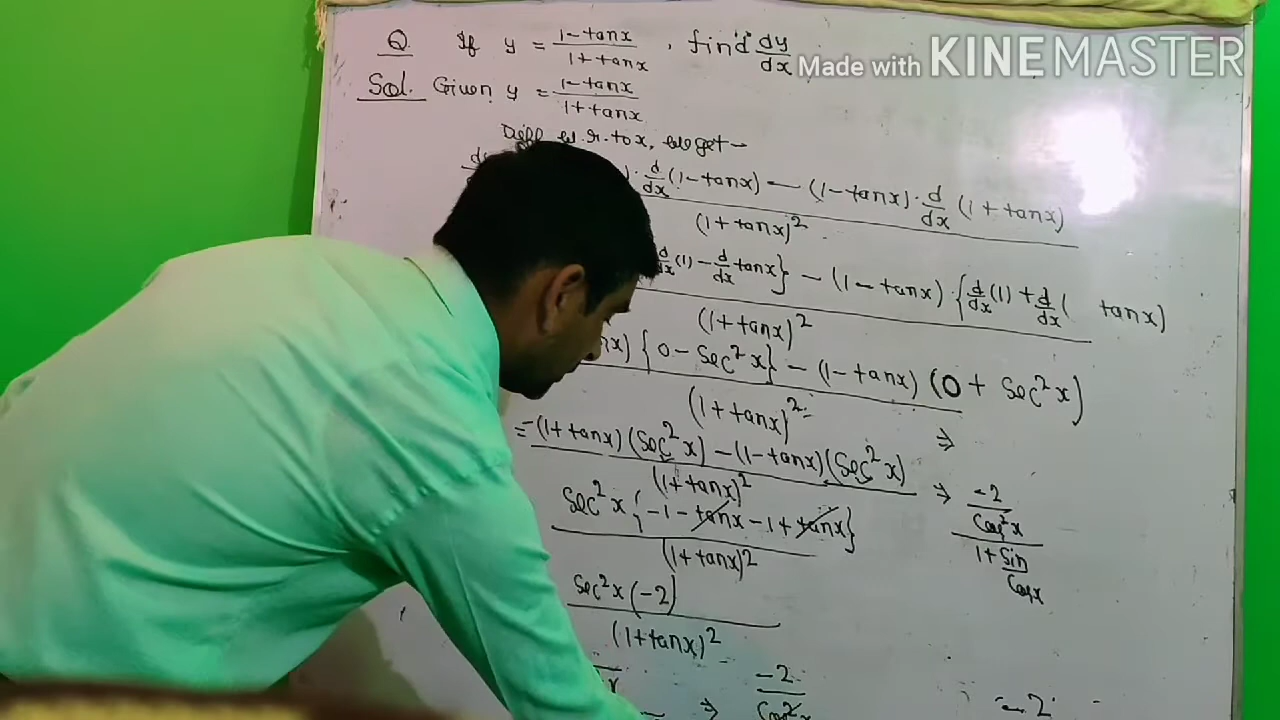 Q. If y = 1-tanx / 1+tanx, find dy/dx
Made with KINEMASTER
Sol. Given y = 1-tanx / 1+tanx
Diff w.r.to x, we get-
· d/dx (1-tanx) - (1-tanx)· d/dx (1+tanx)
(1+tanx)²
d/dx (1) - d/dx tanx} - (1-tanx)·{d/dx (1) + d/dx ( tanx)
(1+tanx)²
{0-Sec²x} - (1-tanx) (0 + Sec²x)
(1+tanx)²
= -(1+tanx)(Sec²x) - (1-tanx)(Sec²x)
(1+tanx)²
⇒
Sec²x {-1-tanx-1+tanx}
(1+tanx)²
Sec²x (-2)
(1+tanx)²
⇒ -2 / Cos²x
⇒ -2 / Cos²x
1+Sin / Cosx
-2